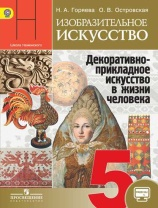 Н. А. Горяева  О. В. Островская
ИЗОБРАЗИТЕЛЬНОЕ
ИСКУССТВО
Декоративно-
прикладное
искусство
в жизни
человека
5
ПРОСВЕЩЕНИЕ